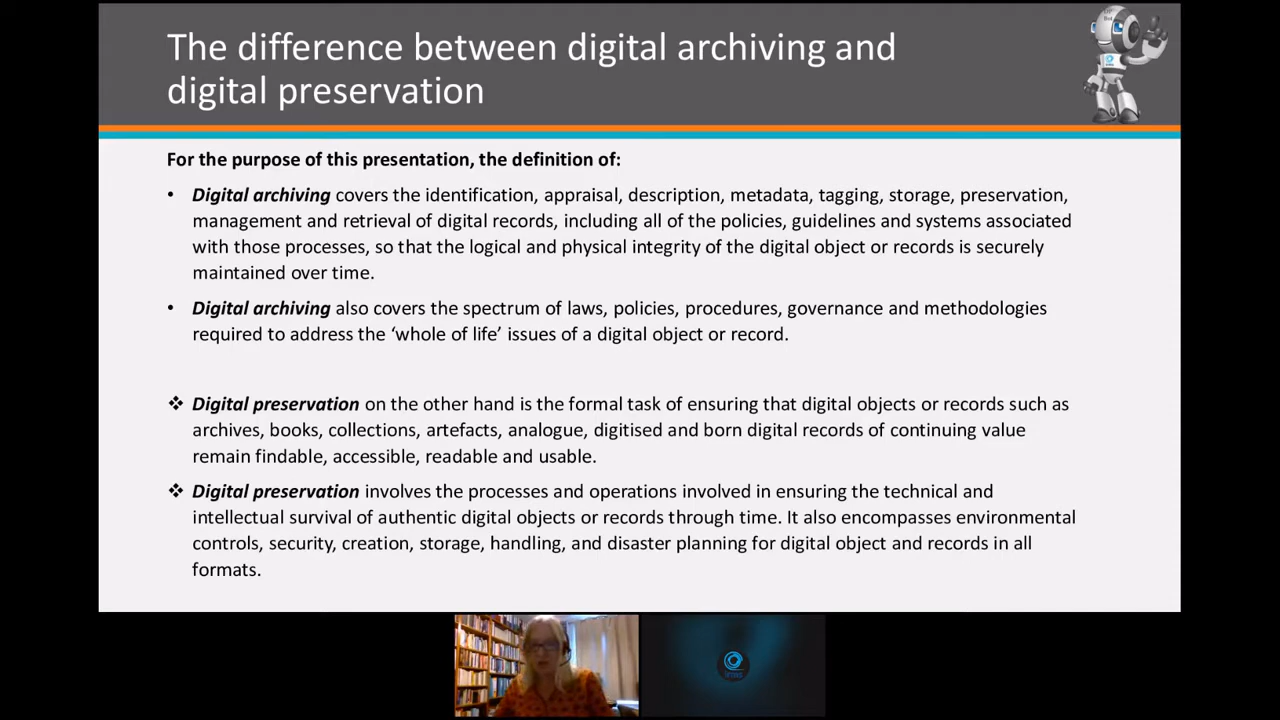 The difference between digital archiving and
digital preservation
For the purpose of this presentation, the definition of:
• Digital archiving covers the identification, appraisal, description, metadata, tagging, storage, preservation,
management and retrieval of digital records, including all of the policies, guidelines and systems associated
with those processes, so that the logical and physical integrity of the digital object or records is securely
maintained over time.
• Digital archiving also covers the spectrum of laws, policies, procedures, governance and methodologies
required to address the ‘whole of life’ issues of a digital object or record.
❖ Digital preservation on the other hand is the formal task of ensuring that digital objects or records such as
archives, books, collections, artefacts, analogue, digitised and born digital records of continuing value
remain findable, accessible, readable and usable.
❖ Digital preservation involves the processes and operations involved in ensuring the technical and
intellectual survival of authentic digital objects or records through time. It also encompasses environmental
controls, security, creation, storage, handling, and disaster planning for digital object and records in all
formats.